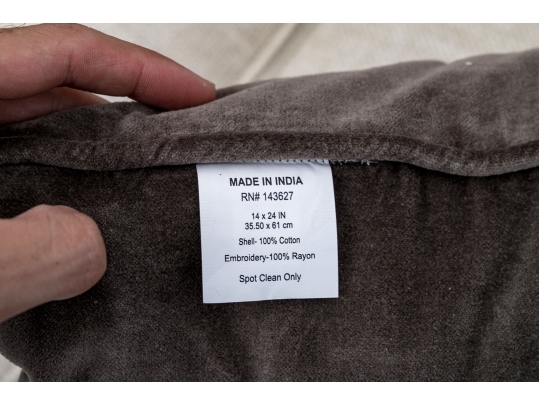 MADE IN INDIA
RN# 143627
14 x 24 IN
35.50 x 61 cm
Shell- 100% Cotton
Embroidery-100% Rayon
Spot Clean Only